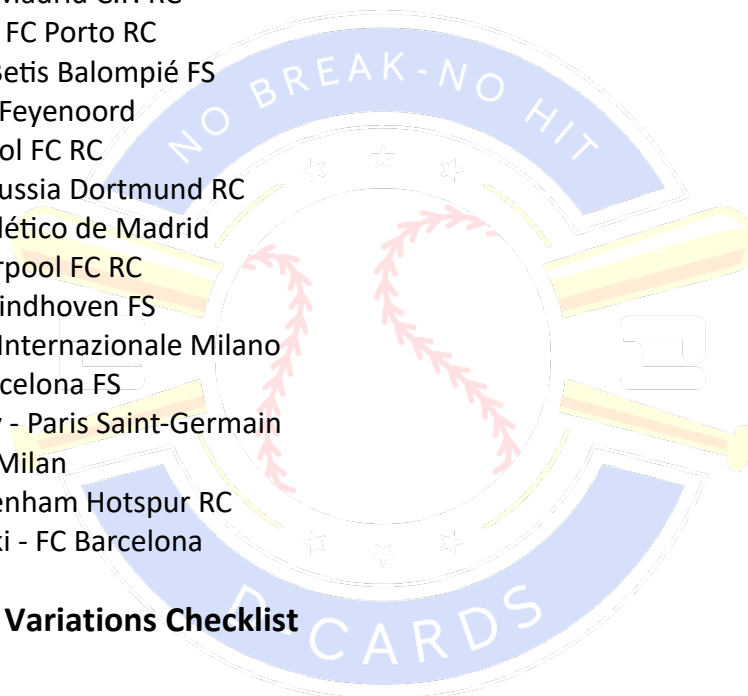 Madrid C.F. RC
FC Porto RC
Betis Balompié FS
Feyenoord
ol FC RC
ussia Dortmund RC
lético de Madrid
rpool FC RC
indhoven FS
Internazionale Milano
rcelona FS
- Paris Saint-Germain
Milan
enham Hotspur RC
ki - FC Barcelona
Variations Checklist
NO BREAK-NO HIT
D-CARDS